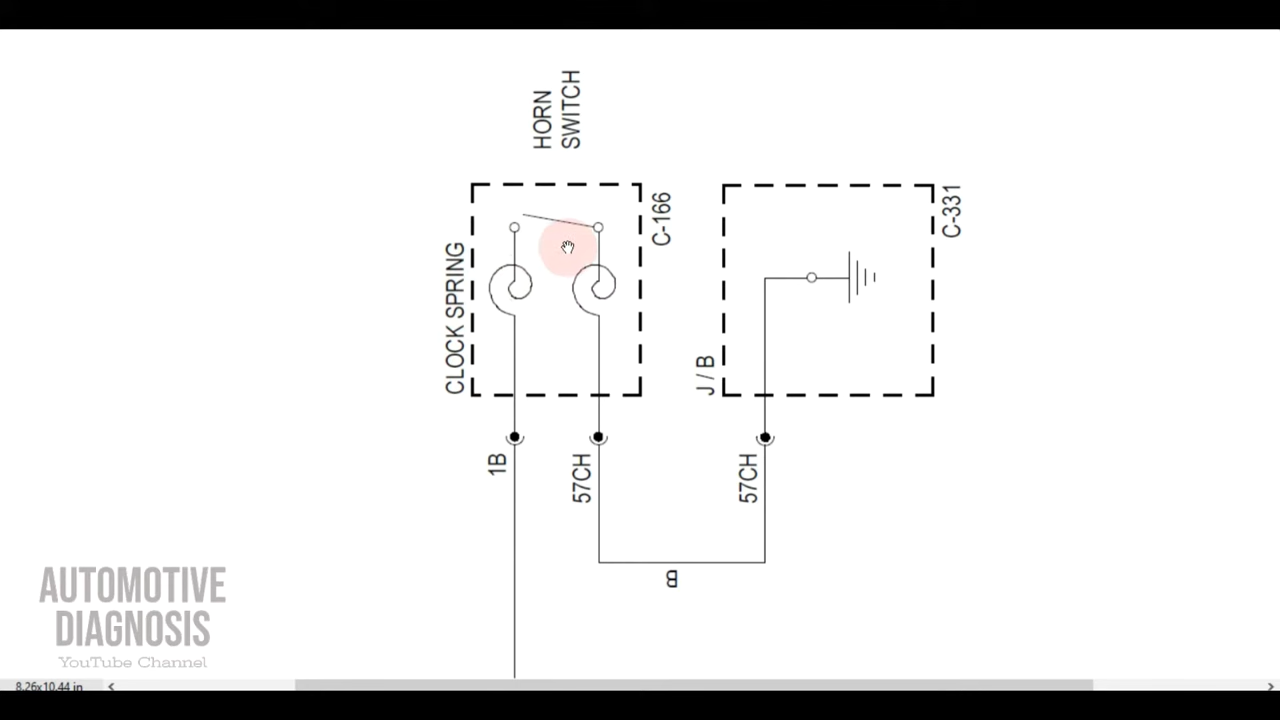 HORN
SWITCH
CLOCK SPRING
C-166
J / B
C-331
1B
57CH
57CH
B
AUTOMOTIVE
DIAGNOSIS
YouTube Channel
8.26x10.44 in